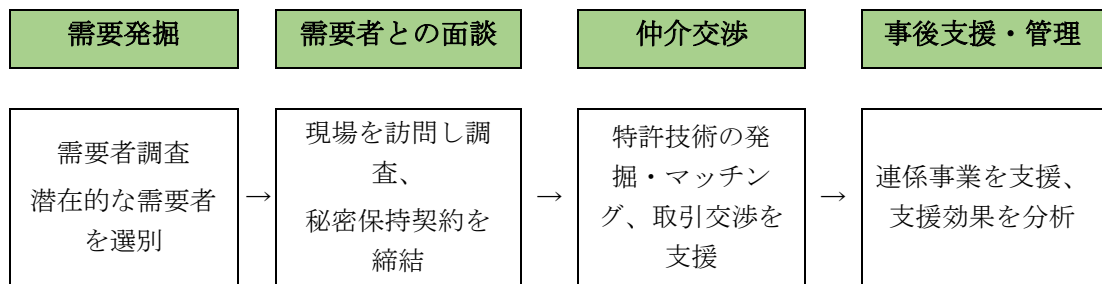 需要発掘
需要者との面談
仲介交渉
事後支援・管理
需要者調査
潜在的な需要者
を選別
→
現場を訪問し調
査、
秘密保持契約を
締結
→
特許技術の発
掘・マッチン
グ、取引交渉を
支援
→
連係事業を支援、
支援効果を分析